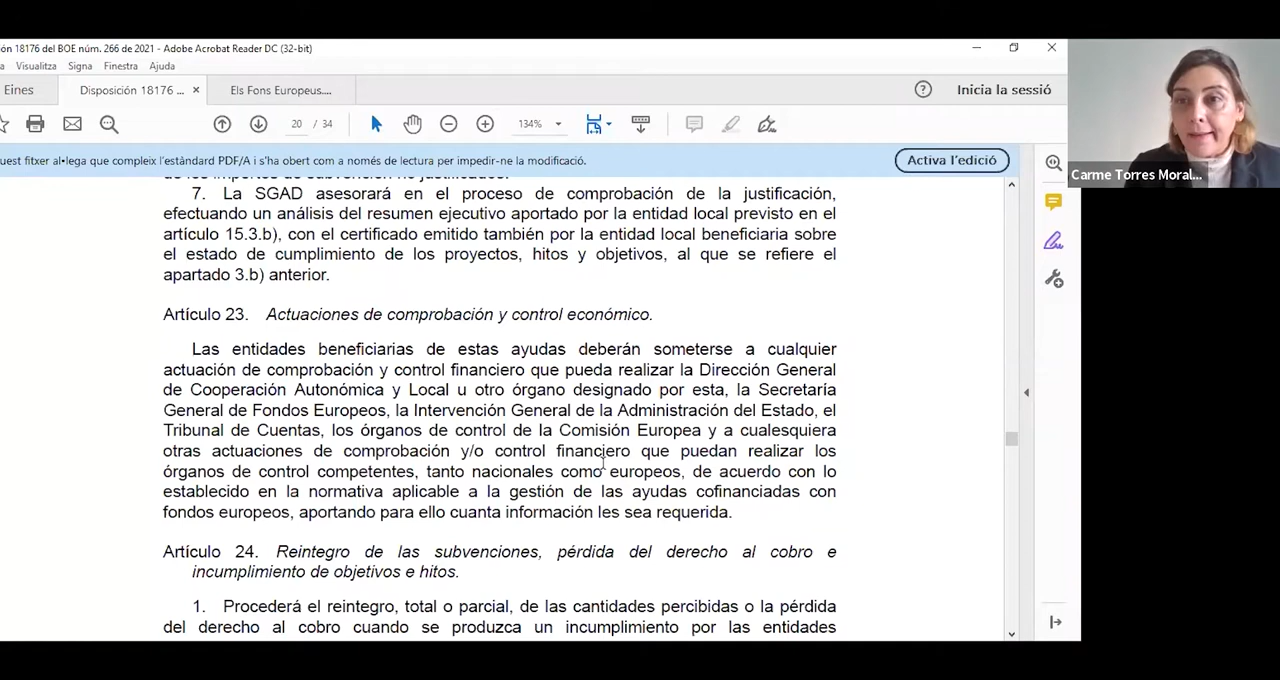 ón 18176 del BOE núm. 266 de 2021 - Adobe Acrobat Reader DC (32-bit)
a Visualitza Signa Finestra Ajuda
Eines Disposición 18176 ... × Els Fons Europeus.... Inicia la sessió
20 / 34 134%
uest fitxer al•lega que compleix l'estàndard PDF/A i s'ha obert com a només de lectura per impedir-ne la modificació. Activa l'edició
Carme Torres Moral...
de los importes de subvención no justificados.
7. La SGAD asesorará en el proceso de comprobación de la justificación,
efectuando un análisis del resumen ejecutivo aportado por la entidad local previsto en el
artículo 15.3.b), con el certificado emitido también por la entidad local beneficiaria sobre
el estado de cumplimiento de los proyectos, hitos y objetivos, al que se refiere el
apartado 3.b) anterior.
Artículo 23. Actuaciones de comprobación y control económico.
Las entidades beneficiarias de estas ayudas deberán someterse a cualquier
actuación de comprobación y control financiero que pueda realizar la Dirección General
de Cooperación Autonómica y Local u otro órgano designado por esta, la Secretaría
General de Fondos Europeos, la Intervención General de la Administración del Estado, el
Tribunal de Cuentas, los órganos de control de la Comisión Europea y a cualesquiera
otras actuaciones de comprobación y/o control financiero que puedan realizar los
órganos de control competentes, tanto nacionales como europeos, de acuerdo con lo
establecido en la normativa aplicable a la gestión de las ayudas cofinanciadas con
fondos europeos, aportando para ello cuanta información les sea requerida.
Artículo 24. Reintegro de las subvenciones, pérdida del derecho al cobro e
incumplimiento de objetivos e hitos.
1. Procederá el reintegro, total o parcial, de las cantidades percibidas o la pérdida
del derecho al cobro cuando se produzca un incumplimiento por las entidades